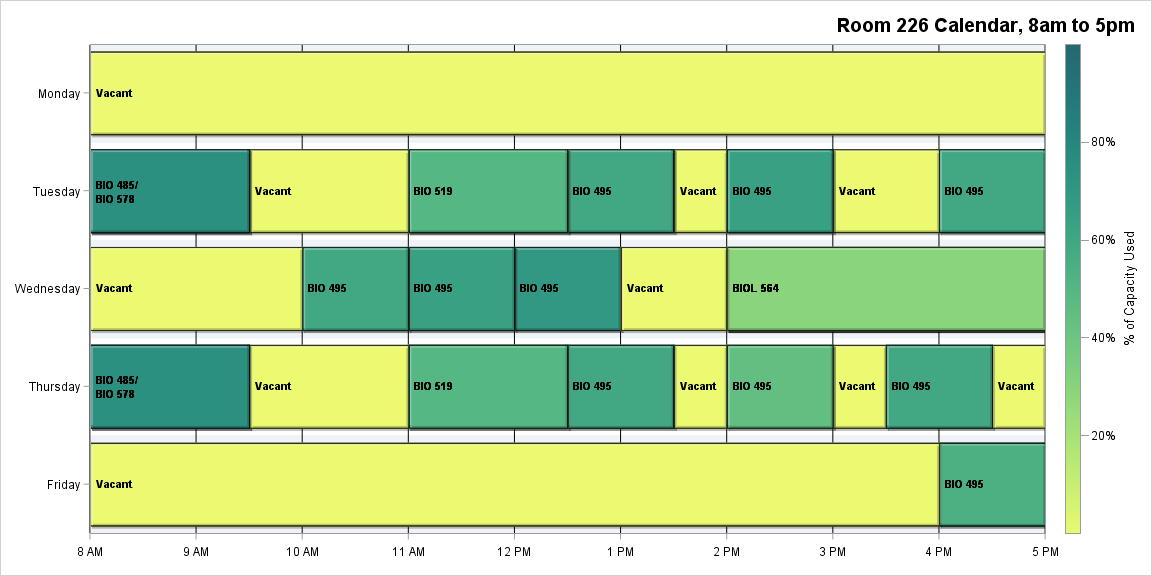 Room 226 Calendar, 8am to 5pm
Monday
Vacant
Tuesday
BIO 485/
BIO 578
Vacant
BIO 519
BIO 495
Vacant
BIO 495
Vacant
BIO 495
Wednesday
Vacant
BIO 495
BIO 495
BIO 495
Vacant
BIOL 564
Thursday
BIO 485/
BIO 578
Vacant
BIO 519
BIO 495
Vacant
BIO 495
Vacant
BIO 495
Vacant
Friday
Vacant
BIO 495
8 AM
9 AM
10 AM
11 AM
12 PM
1 PM
2 PM
3 PM
4 PM
5 PM
80%
60%
40%
20%
% of Capacity Used